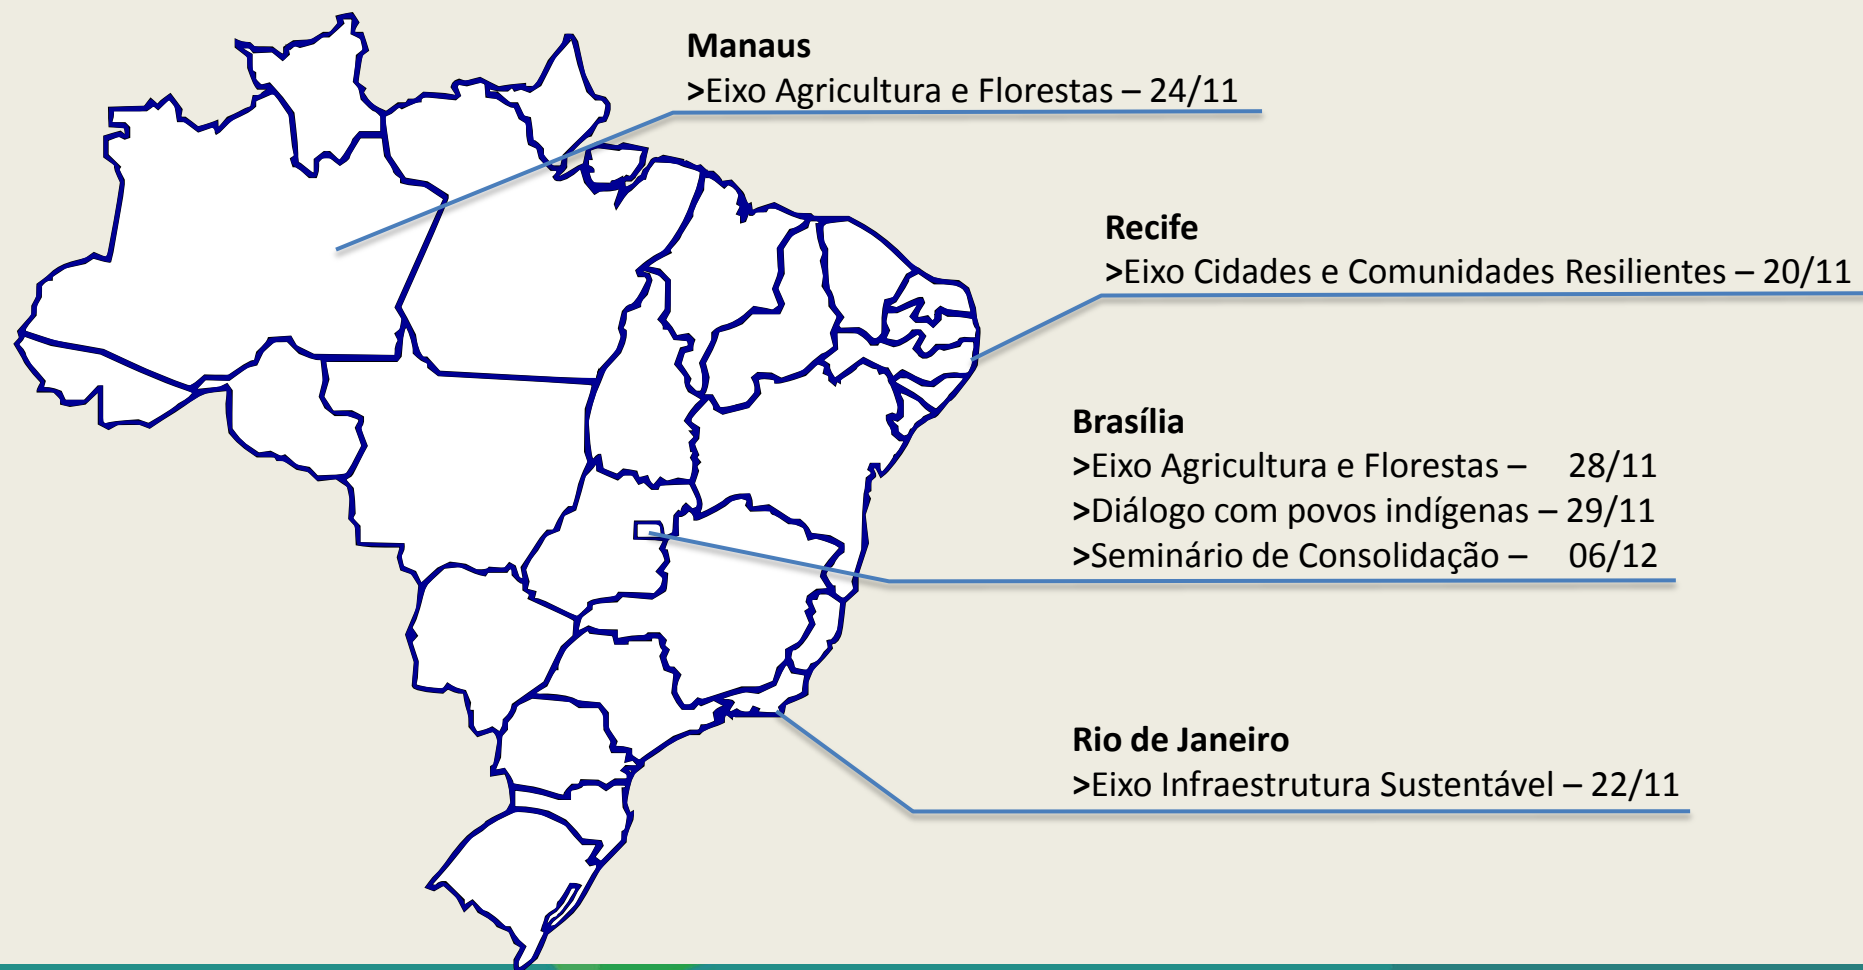 Manaus
>Eixo Agricultura e Florestas – 24/11
Recife
>Eixo Cidades e Comunidades Resilientes – 20/11
Brasília
>Eixo Agricultura e Florestas – 28/11
>Diálogo com povos indígenas – 29/11
>Seminário de Consolidação – 06/12
Rio de Janeiro
>Eixo Infraestrutura Sustentável – 22/11